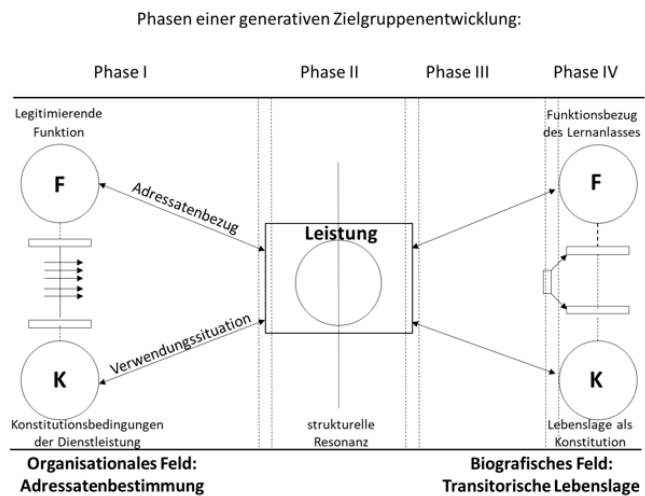 Phasen einer generativen Zielgruppenentwicklung:
Phase I
Phase II
Phase III
Phase IV
Legitimierende
Funktion
Funktionsbezug
des Lernanlasses
F
F
Adressatenbezug
Leistung
Verwendungssituation
K
K
Konstitutionsbedingungen
der Dienstleistung
strukturelle
Resonanz
Lebenslage als
Konstitution
Organisationales Feld:
Adressatenbestimmung
Biografisches Feld:
Transitorische Lebenslage